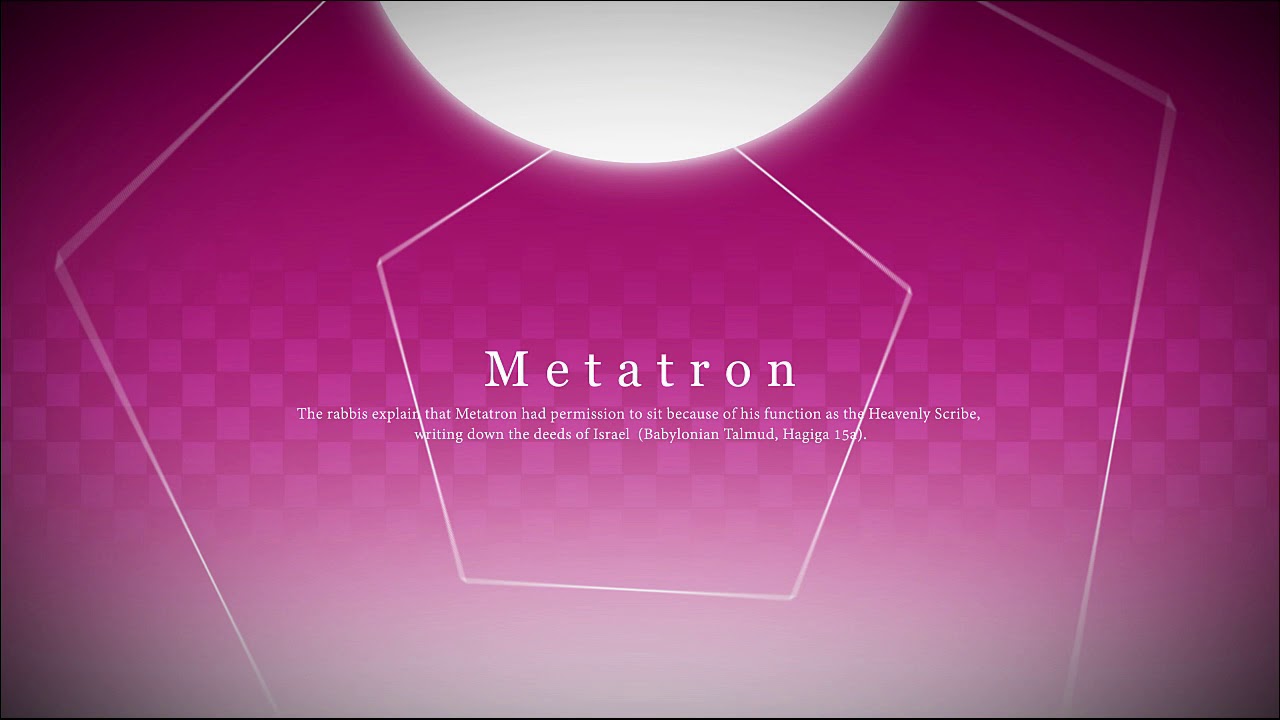 Metatron
The rabbis explain that Metatron had permission to sit because of his function as the Heavenly Scribe,
writing down the deeds of Israel  (Babylonian Talmud, Hagiga 15a).